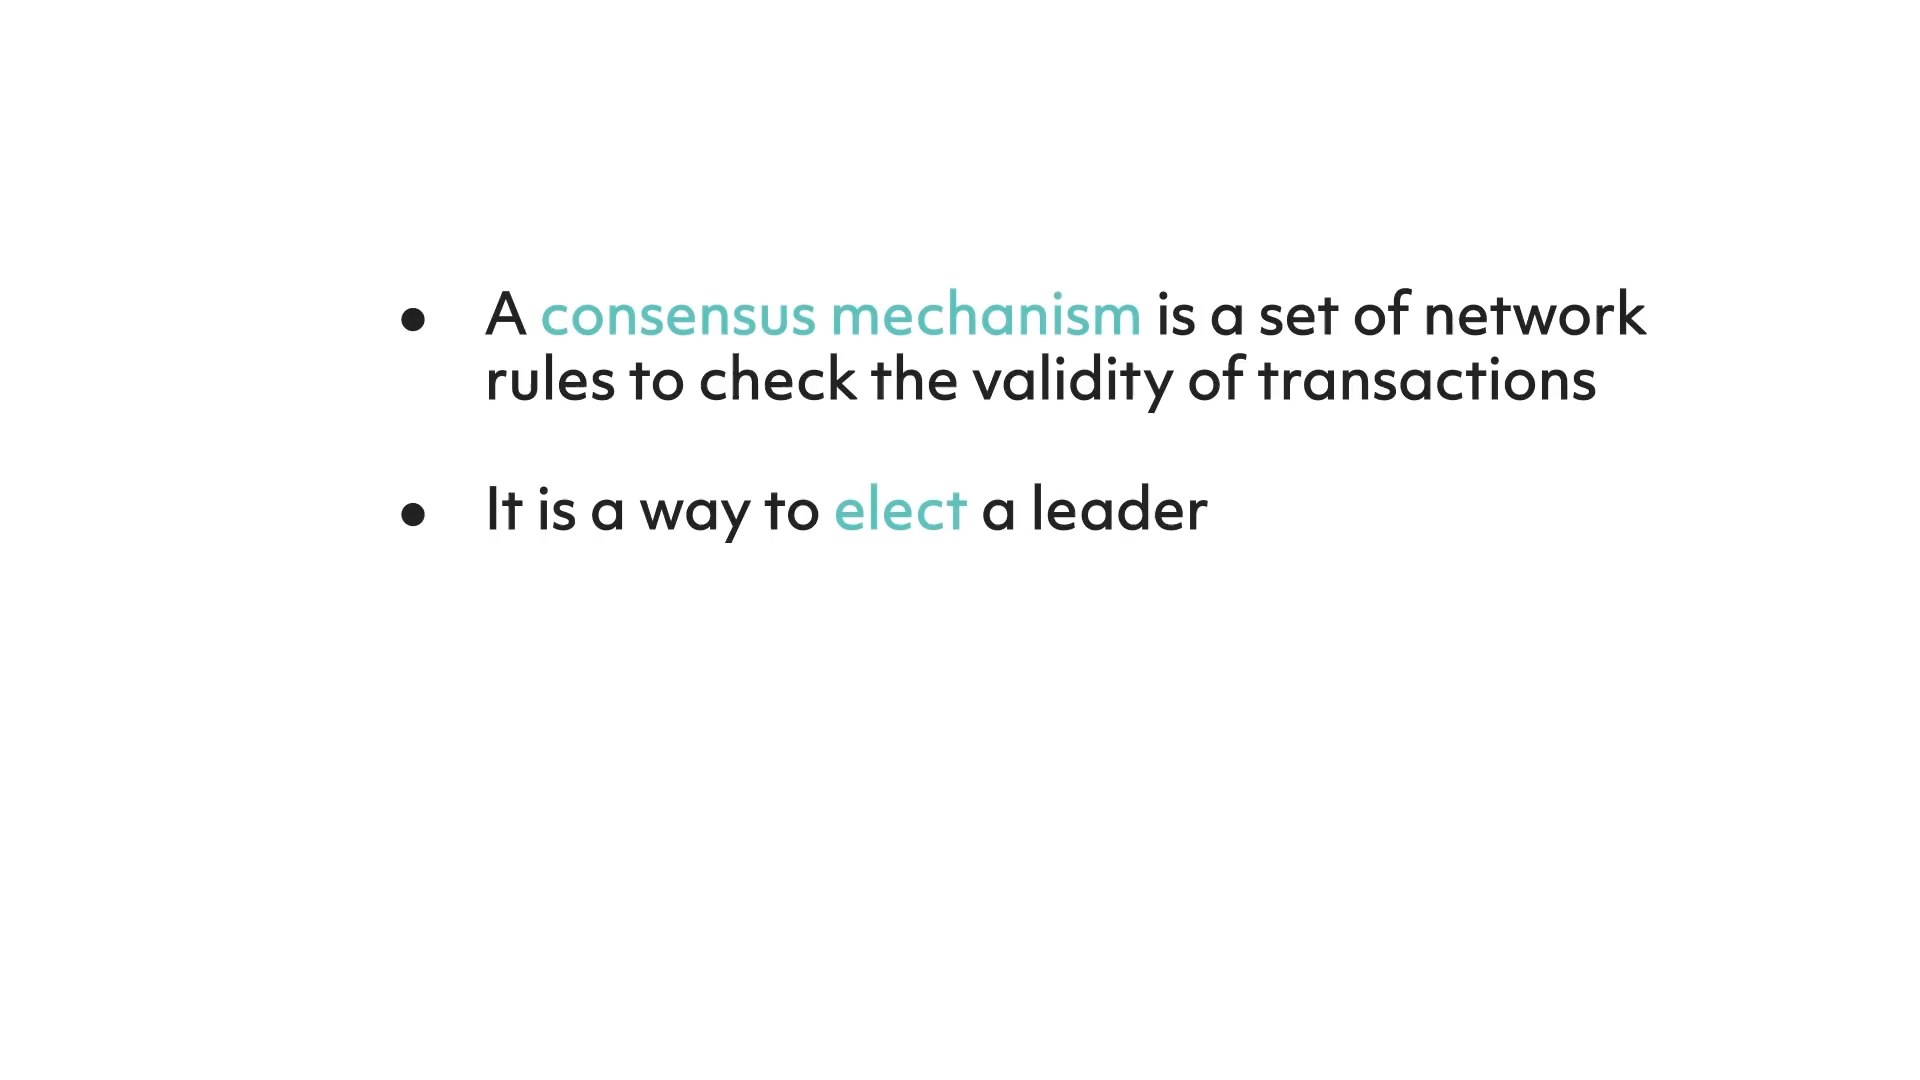 ● A consensus mechanism is a set of network
rules to check the validity of transactions
● It is a way to elect a leader